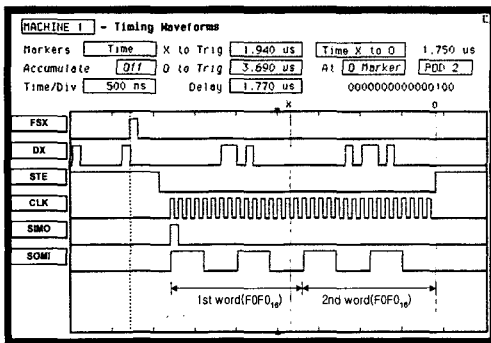 MACHINE 1 - Timing Waveforms
Markers Time X to Trig 1.940 us Time X to O 1.750 us
Accumulate Off O to Trig 3.690 us At O Marker POD 2
Time/Div 500 ns Delay 1.770 us 0000000000000100
X O
FSX
DX
STE
CLK
SIMO
SOMI
1st word(F0F0₁₆) 2nd word(F0F0₁₆)